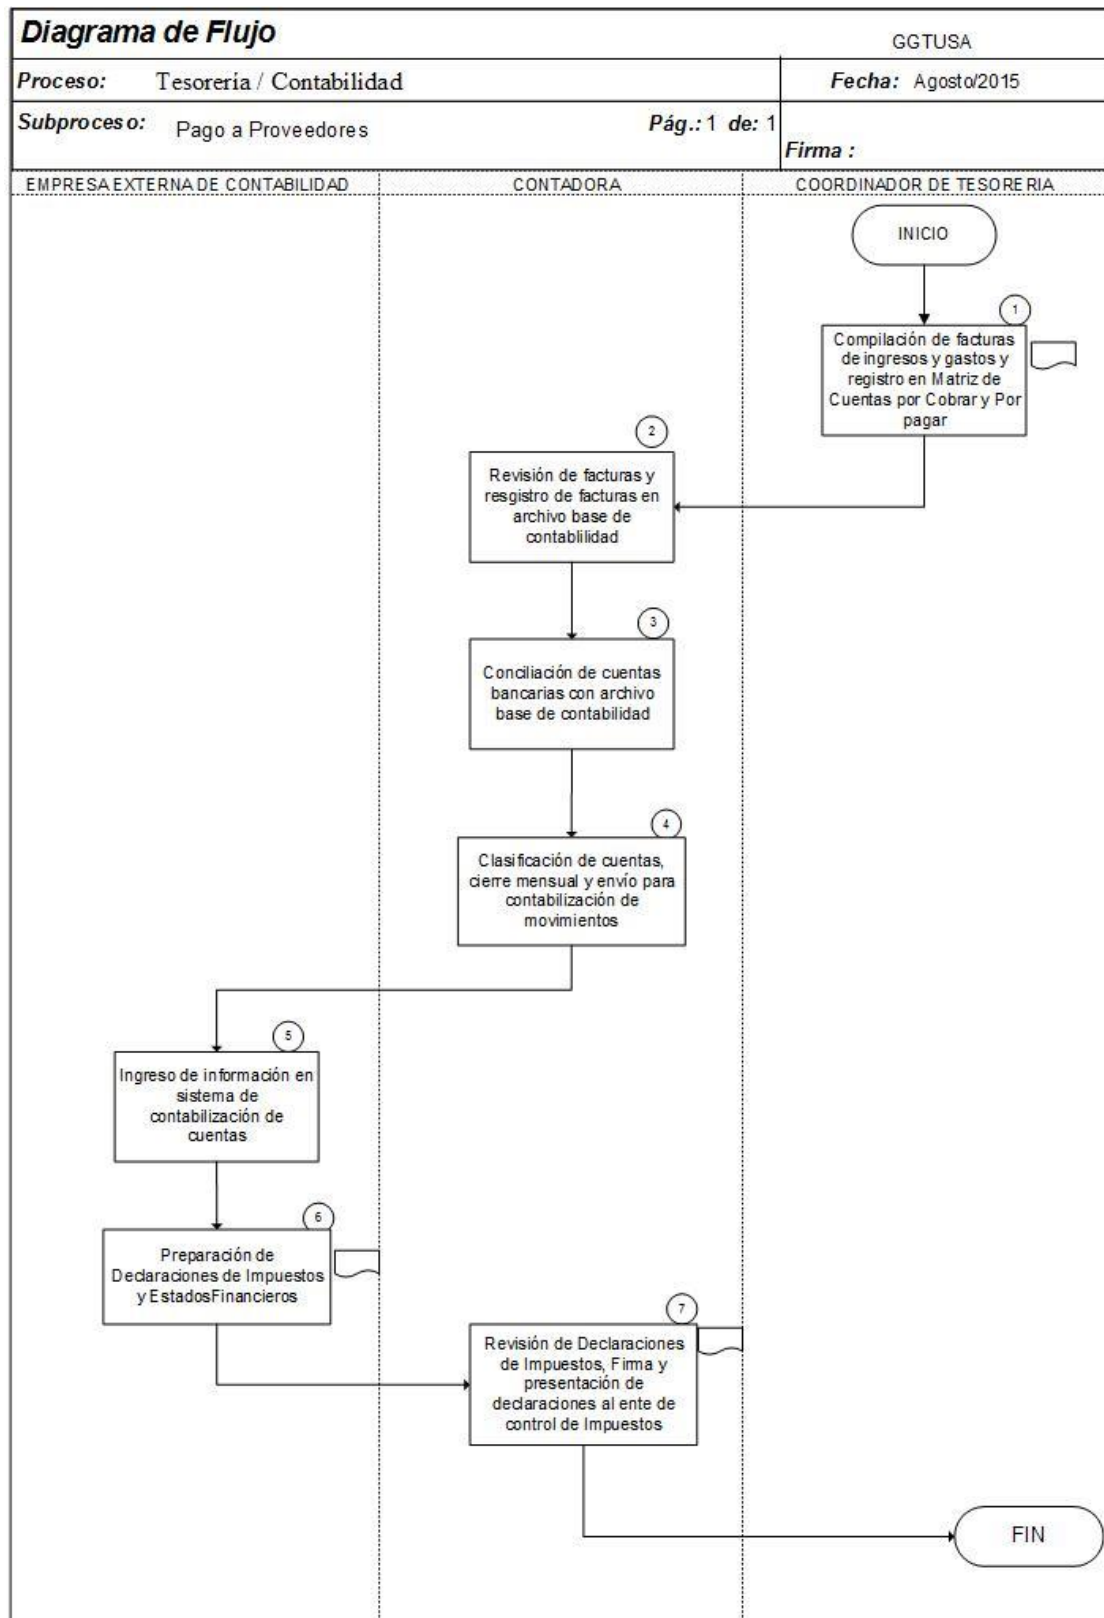 Diagrama de Flujo
GGTUSA
Proceso: Tesorería / Contabilidad
Fecha: Agosto/2015
Subproceso: Pago a Proveedores
Pág.: 1 de: 1
Firma :
EMPRESA EXTERNA DE CONTABILIDAD
CONTADORA
COORDINADOR DE TESORERIA
INICIO
1
Compilación de facturas
de ingresos y gastos y
registro en Matriz de
Cuentas por Cobrar y Por
pagar
2
Revisión de facturas y
resgistro de facturas en
archivo base de
contablilidad
3
Conciliación de cuentas
bancarias con archivo
base de contabilidad
4
Clasificación de cuentas,
cierre mensual y envío para
contabilización de
movimientos
5
Ingreso de información en
sistema de
contabilización de
cuentas
6
Preparación de
Declaraciones de Impuestos
y EstadosFinancieros
7
Revisión de Declaraciones
de Impuestos, Firma y
presentación de
declaraciones al ente de
control de Impuestos
FIN